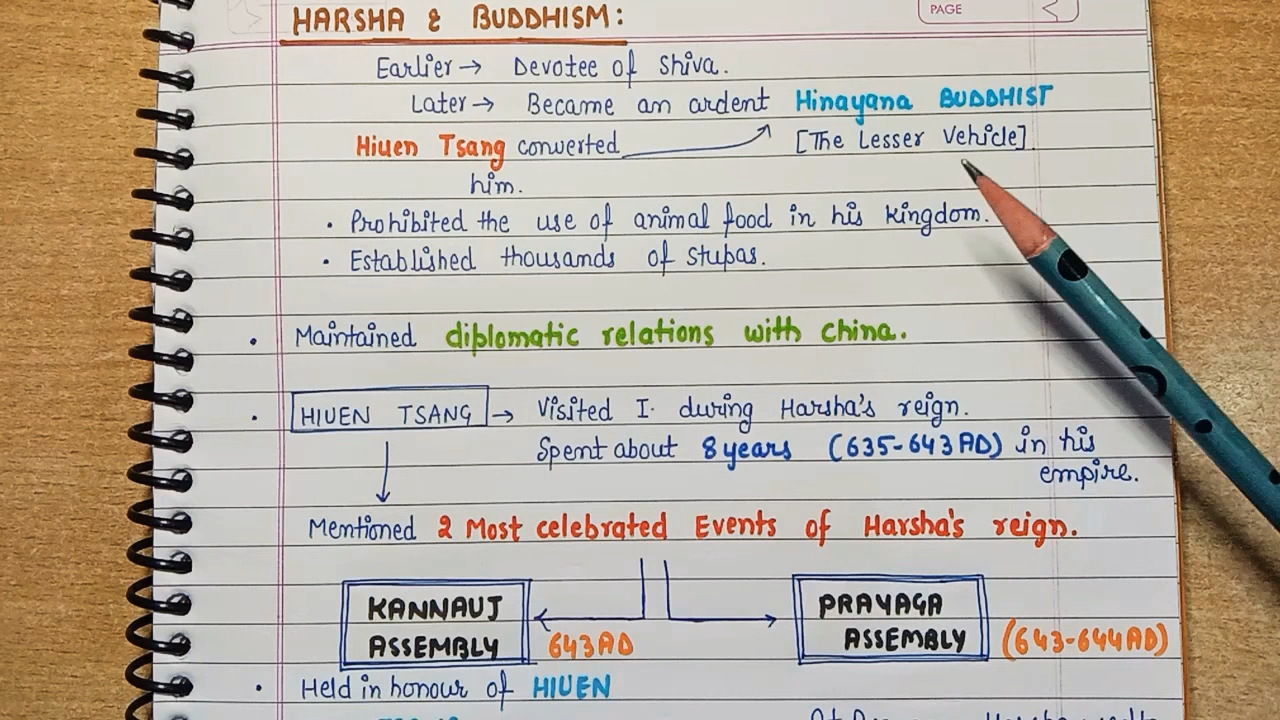 PAGE
HARSHA & BUDDHISM:
Earlier → Devotee of Shiva.
Later → Became an ardent Hinayana BUDDHIST
Hiuen Tsang converted [The Lesser Vehicle]
him.
• Prohibited the use of animal food in his kingdom.
• Established thousands of stupas.
• Maintained diplomatic relations with china.
• HIUEN TSANG → Visited I. during Harsha's reign.
Spent about 8 years (635-643 AD) in his
empire.
Mentioned 2 Most celebrated Events of Harsha's reign.
KANNAUJ
ASSEMBLY 643AD
PRAYAGA
ASSEMBLY (643-644AD)
• Held in honour of HIUEN